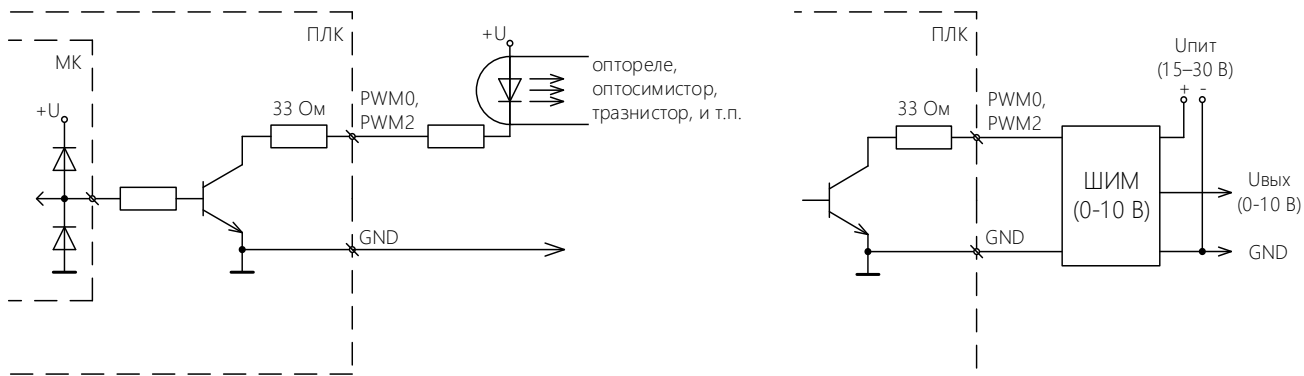 ПЛК
МК
+U
33 Ом
PWM0,
PWM2
+U
оптореле,
оптосимистор,
тразнистор, и т.п.
GND
ПЛК
33 Ом
PWM0,
PWM2
Uпит
(15–30 В)
+ -
ШИМ
(0-10 В)
Uвых
(0-10 В)
GND
GND